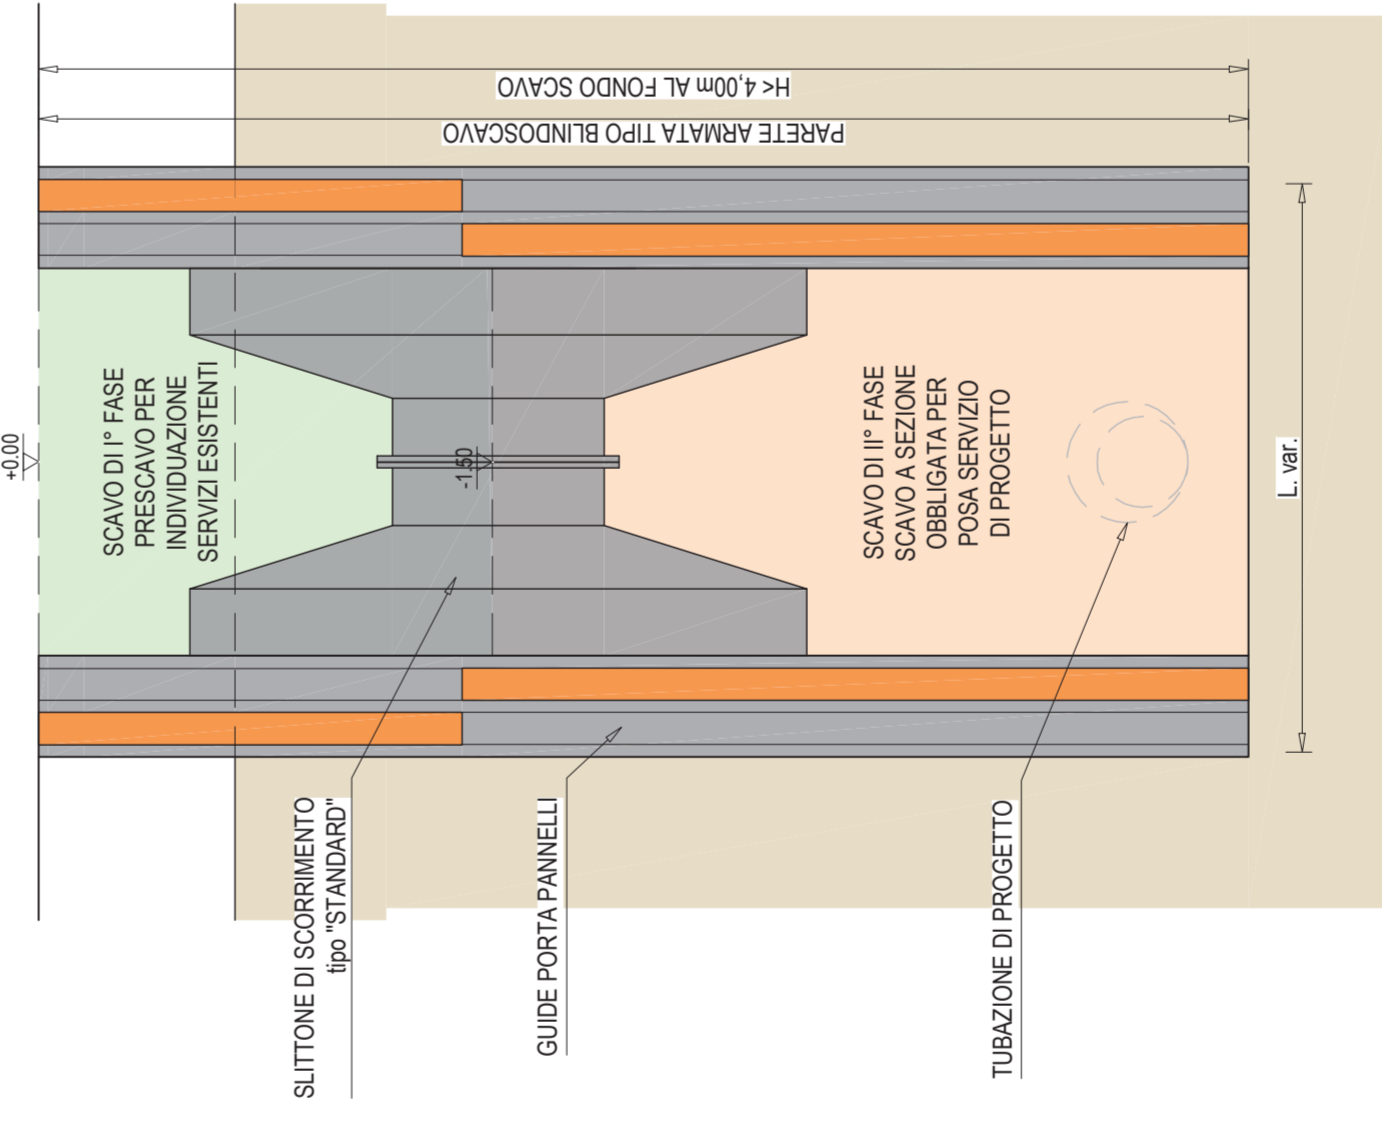 +0.00
SCAVO DI I° FASE
PRESCAVO PER
INDIVIDUAZIONE
SERVIZI ESISTENTI
-1.50
SCAVO DI II° FASE
SCAVO A SEZIONE
OBBLIGATA PER
POSA SERVIZIO
DI PROGETTO
H< 4,00m AL FONDO SCAVO
PARETE ARMATA TIPO BLINDOSCAVO
SLITTONE DI SCORRIMENTO
tipo "STANDARD"
GUIDE PORTA PANNELLI
TUBAZIONE DI PROGETTO
L. var.